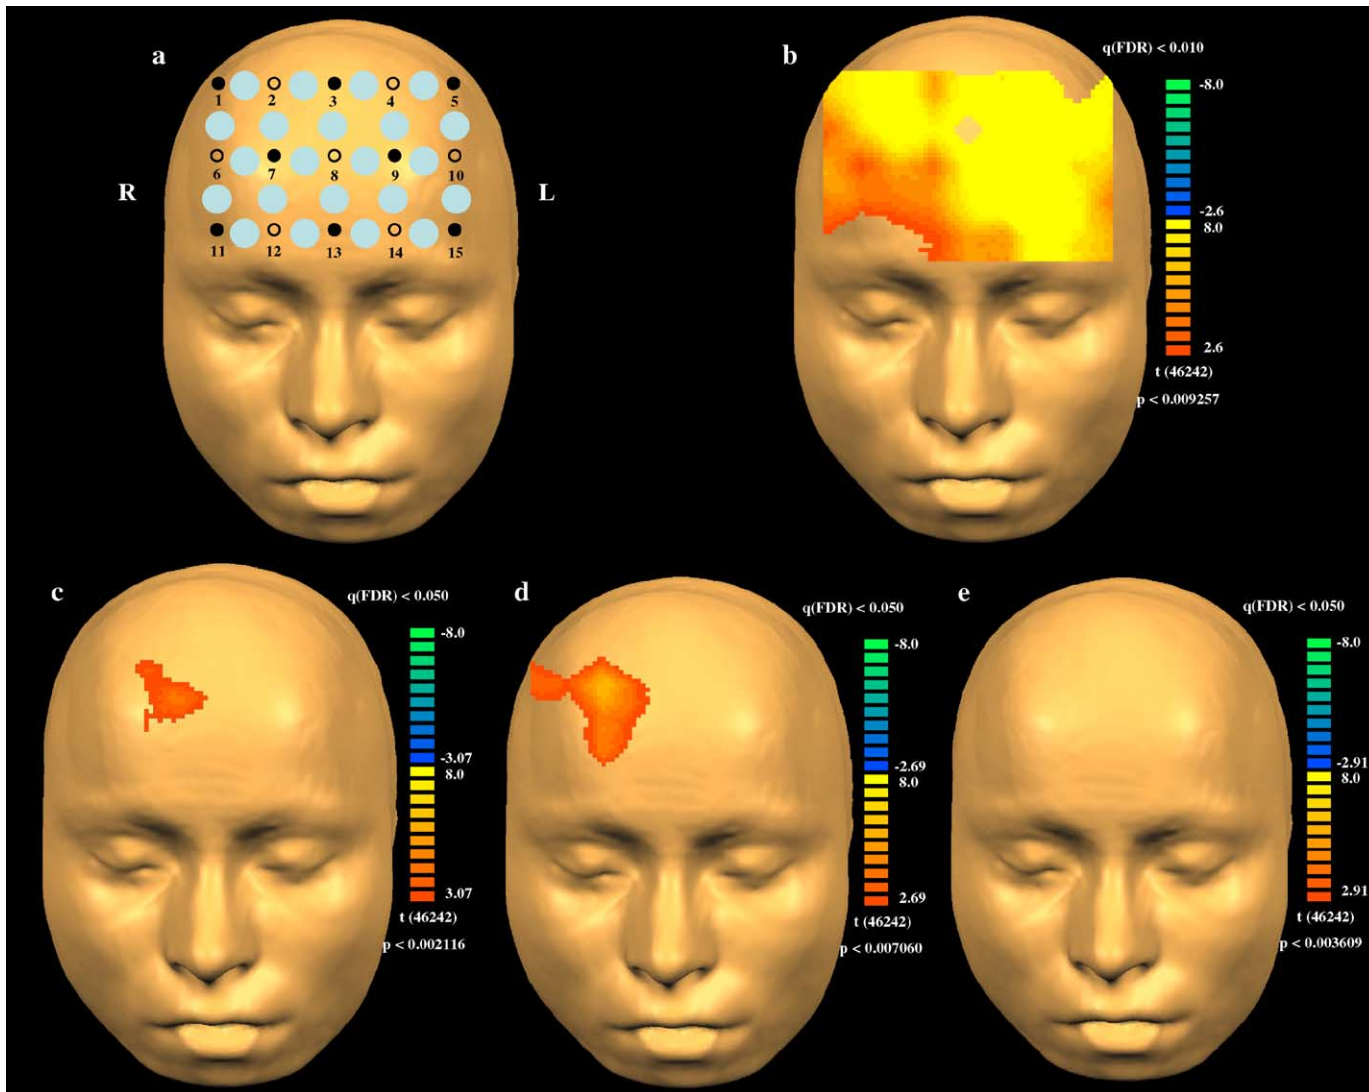 a
1 2 3 4 5
6 7 8 9 10
11 12 13 14 15
R L
b
q(FDR) < 0.010
-8.0
-2.6
8.0
2.6
t (46242)
p < 0.009257
c
q(FDR) < 0.050
-8.0
-3.07
8.0
3.07
t (46242)
p < 0.002116
d
q(FDR) < 0.050
-8.0
-2.69
8.0
2.69
t (46242)
p < 0.007060
e
q(FDR) < 0.050
-8.0
-2.91
8.0
2.91
t (46242)
p < 0.003609